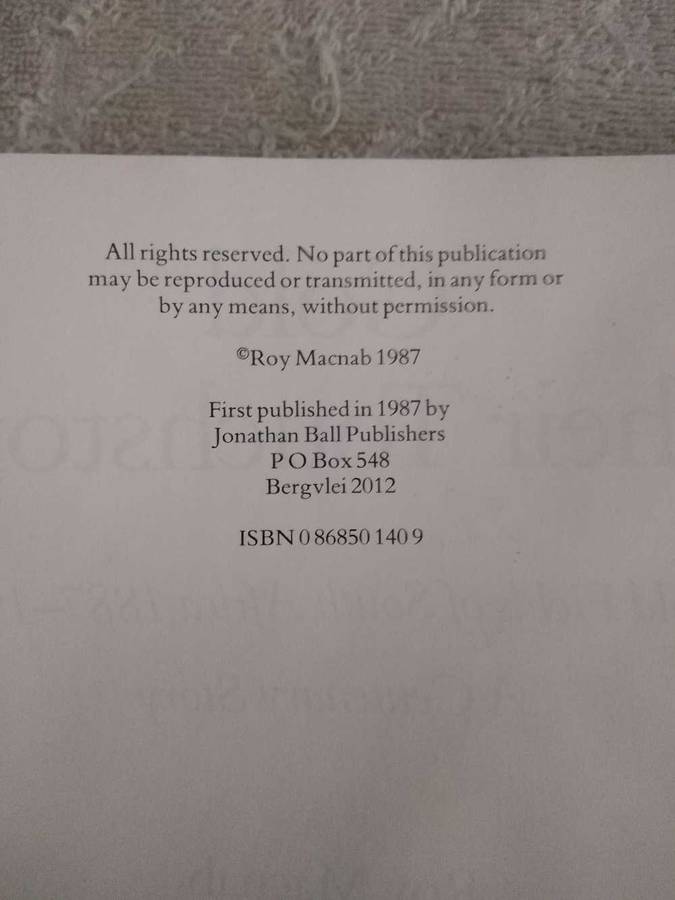 All rights reserved. No part of this publication
may be reproduced or transmitted, in any form or
by any means, without permission.
©Roy Macnab 1987
First published in 1987 by
Jonathan Ball Publishers
P O Box 548
Bergvlei 2012
ISBN 0 86850 140 9